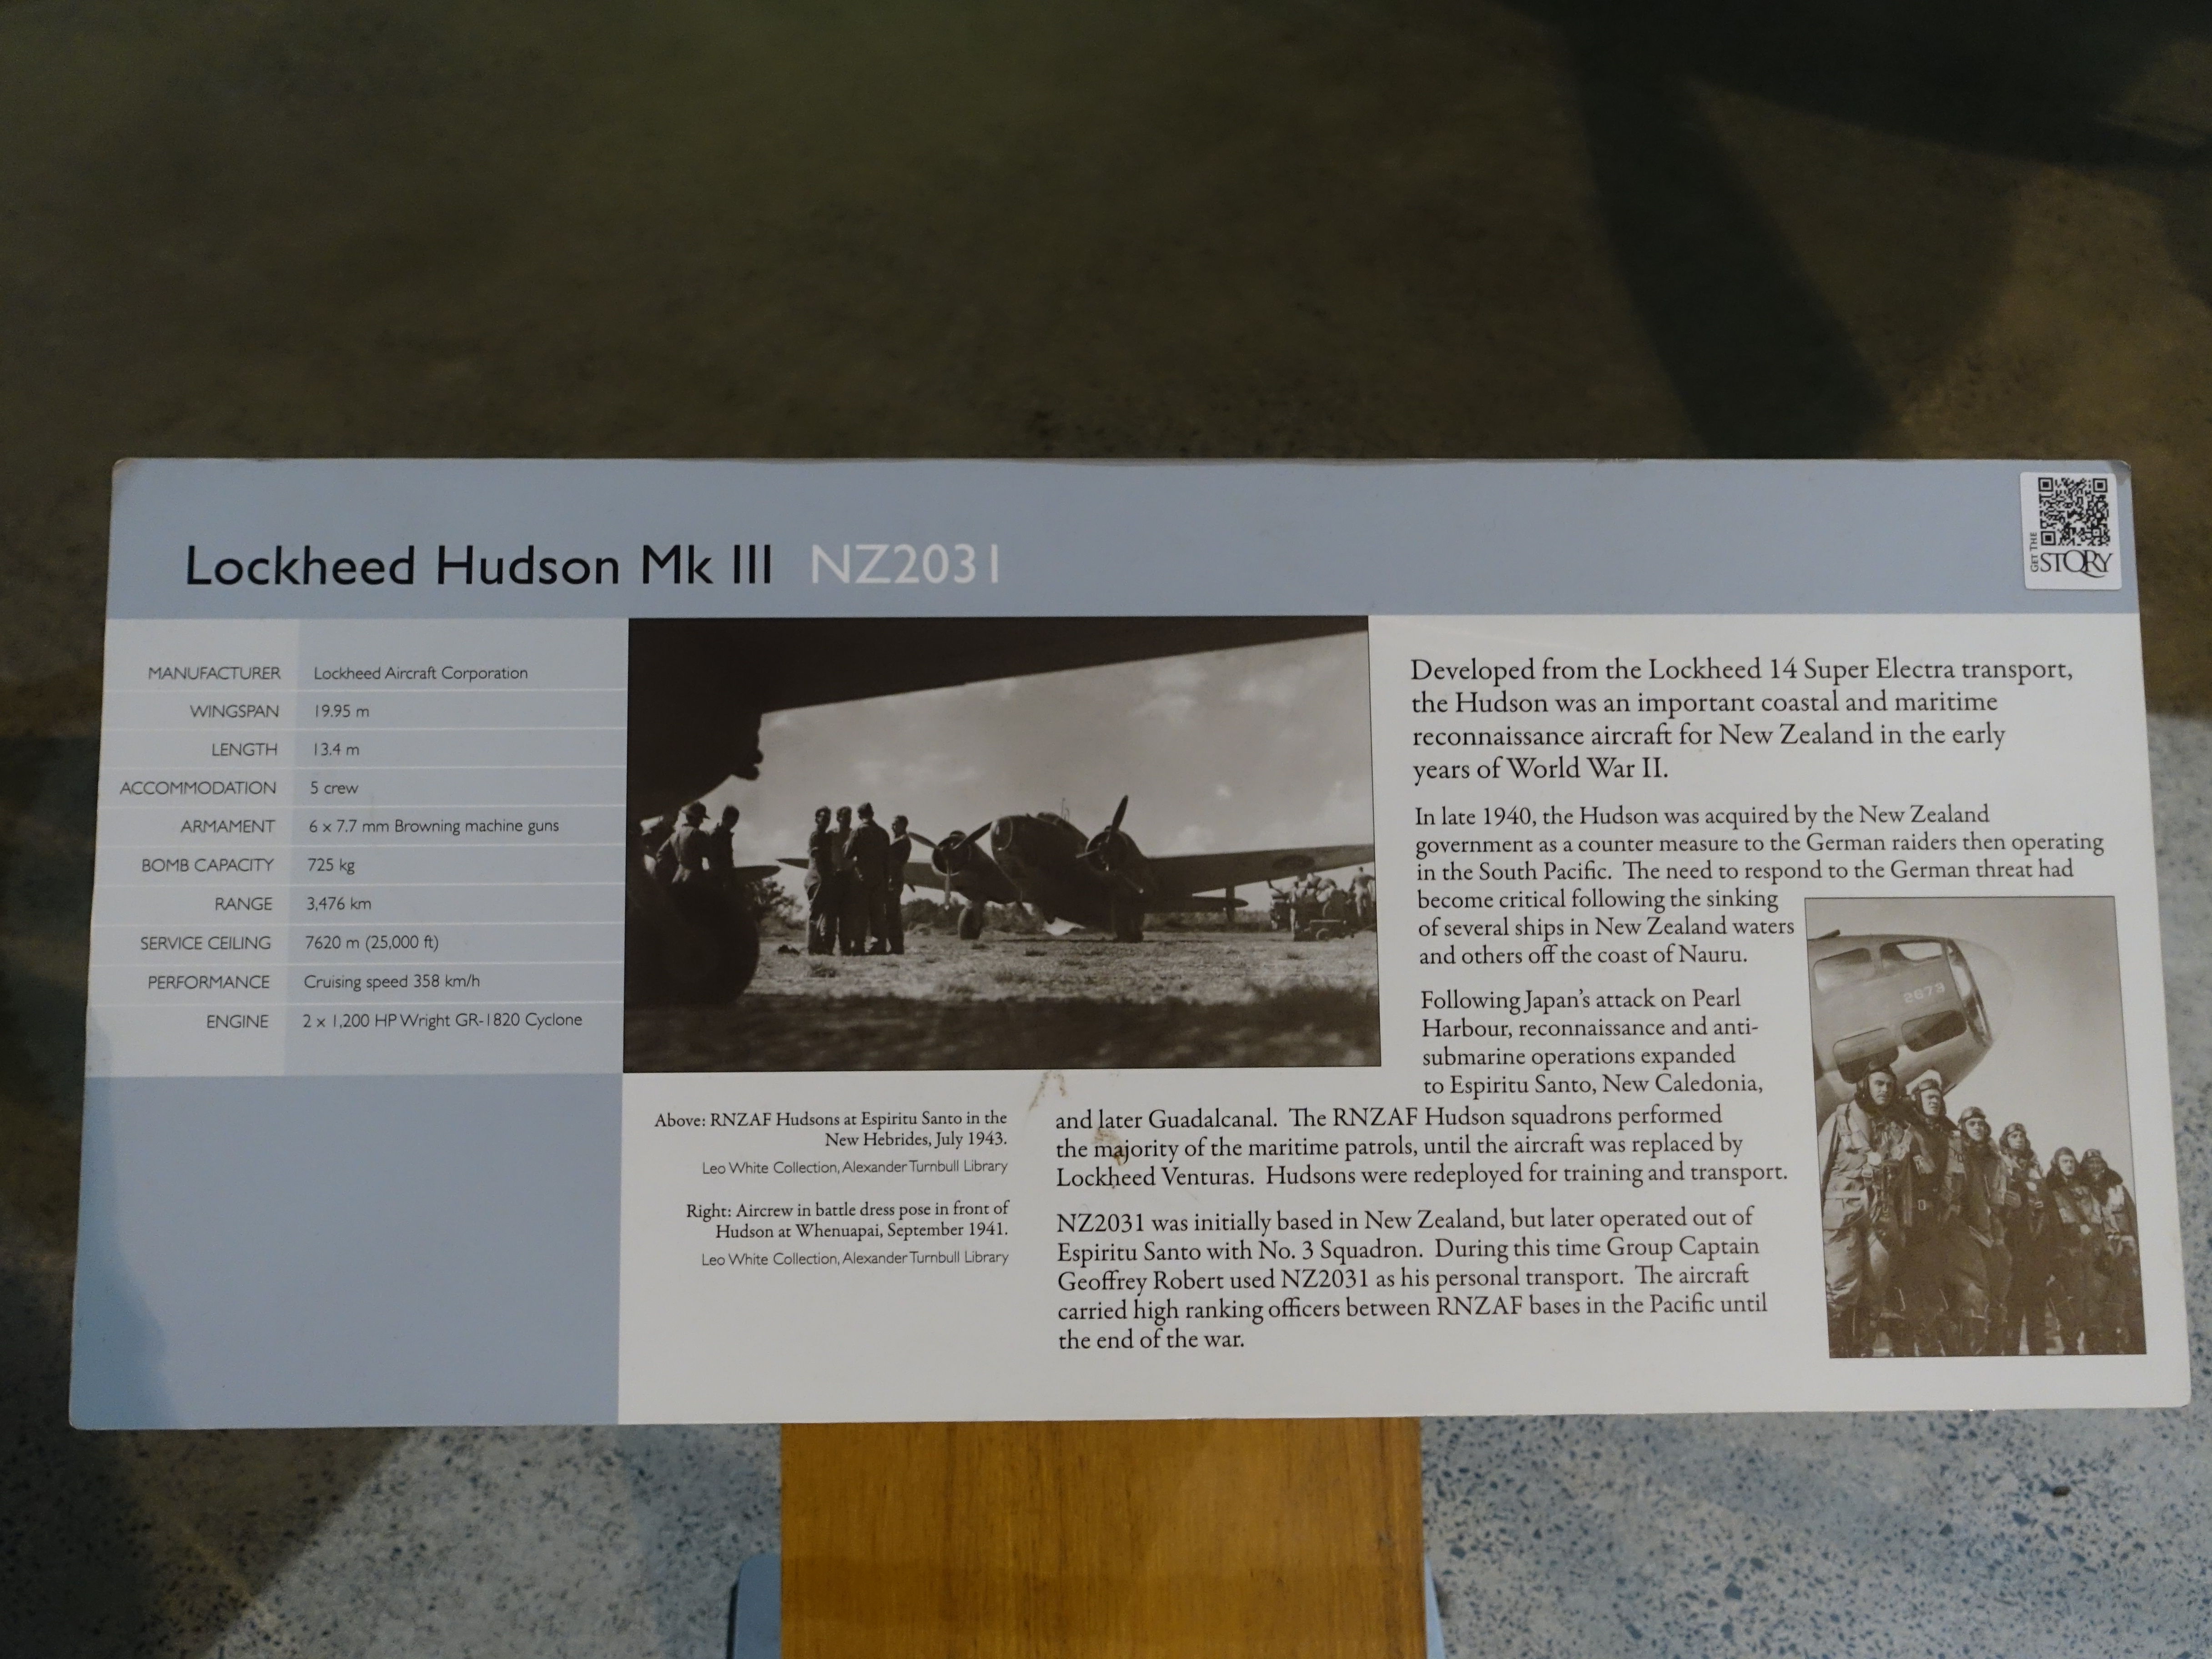 Lockheed Hudson Mk III NZ2031
GET THE
STORY
MANUFACTURER Lockheed Aircraft Corporation
WINGSPAN 19.95 m
LENGTH 13.4 m
ACCOMMODATION 5 crew
ARMAMENT 6 x 7.7 mm Browning machine guns
BOMB CAPACITY 725 kg
RANGE 3,476 km
SERVICE CEILING 7620 m (25,000 ft)
PERFORMANCE Cruising speed 358 km/h
ENGINE 2 x 1,200 HP Wright GR-1820 Cyclone
Above: RNZAF Hudsons at Espiritu Santo in the
New Hebrides, July 1943.
Leo White Collection, Alexander Turnbull Library
Right: Aircrew in battle dress pose in front of
Hudson at Whenuapai, September 1941.
Leo White Collection, Alexander Turnbull Library
Developed from the Lockheed 14 Super Electra transport,
the Hudson was an important coastal and maritime
reconnaissance aircraft for New Zealand in the early
years of World War II.
In late 1940, the Hudson was acquired by the New Zealand
government as a counter measure to the German raiders then operating
in the South Pacific. The need to respond to the German threat had
become critical following the sinking
of several ships in New Zealand waters
and others off the coast of Nauru.
Following Japan's attack on Pearl
Harbour, reconnaissance and anti-
submarine operations expanded
to Espiritu Santo, New Caledonia,
and later Guadalcanal. The RNZAF Hudson squadrons performed
the majority of the maritime patrols, until the aircraft was replaced by
Lockheed Venturas. Hudsons were redeployed for training and transport.
NZ2031 was initially based in New Zealand, but later operated out of
Espiritu Santo with No. 3 Squadron. During this time Group Captain
Geoffrey Robert used NZ2031 as his personal transport. The aircraft
carried high ranking officers between RNZAF bases in the Pacific until
the end of the war.
2673